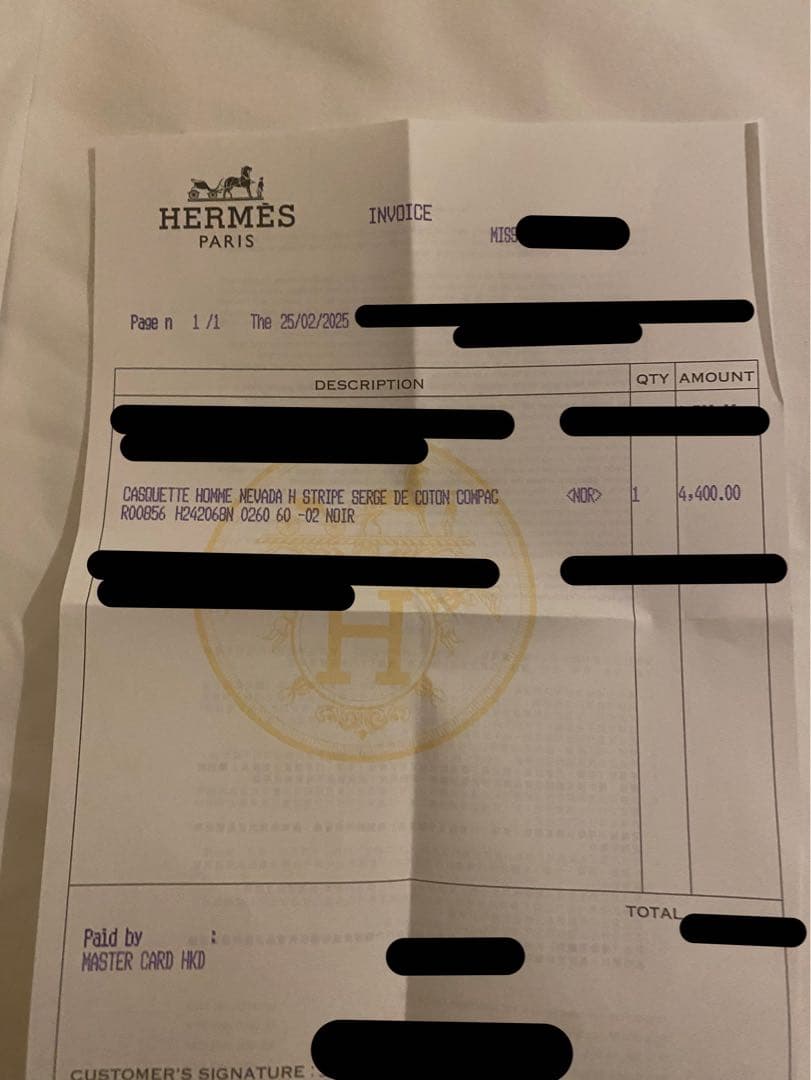 HERMÈS
PARIS
INVOICE
MISS
Page n 1 /1 The 25/02/2025
DESCRIPTION QTY AMOUNT
CASQUETTE HOMME NEVADA H STRIPE SERGE DE COTON COMPAC <NOR> 1 4,400.00
R00856 H242068N 0260 60 -02 NOIR
H
TOTAL
Paid by :
MASTER CARD HKD
CUSTOMER'S SIGNATURE :